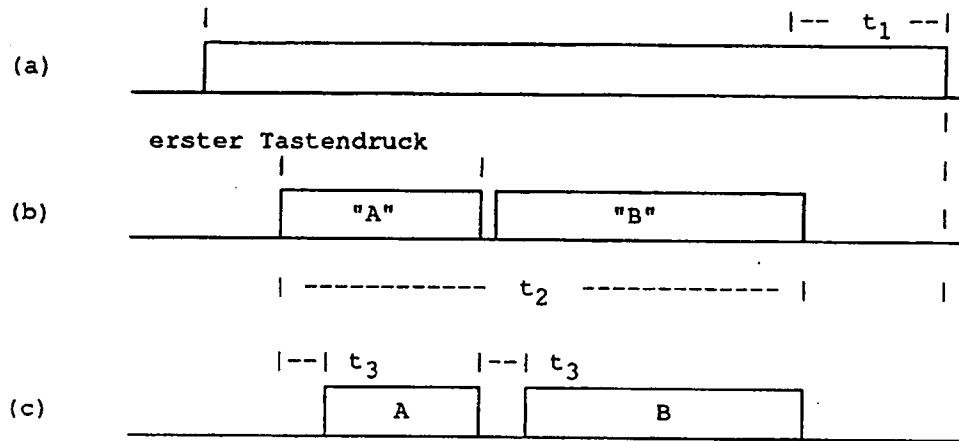 t1
(a)
erster Tastendruck
(b) "A" "B"
t2
t3 t3
(c) A B